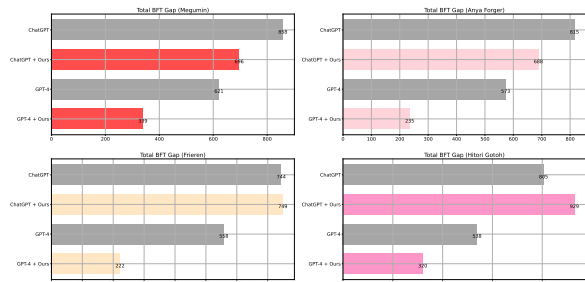 Total BFT Gap (Megumin)
ChatGPT
858
ChatGPT + Ours
696
GPT-4
621
GPT-4 + Ours
339
0 200 400 600 800
Total BFT Gap (Anya Forger)
ChatGPT
815
ChatGPT + Ours
688
GPT-4
573
GPT-4 + Ours
235
0 100 200 300 400 500 600 700 800
Total BFT Gap (Frieren)
ChatGPT
744
ChatGPT + Ours
749
GPT-4
558
GPT-4 + Ours
222
Total BFT Gap (Hitori Gotoh)
ChatGPT
805
ChatGPT + Ours
929
GPT-4
538
GPT-4 + Ours
320